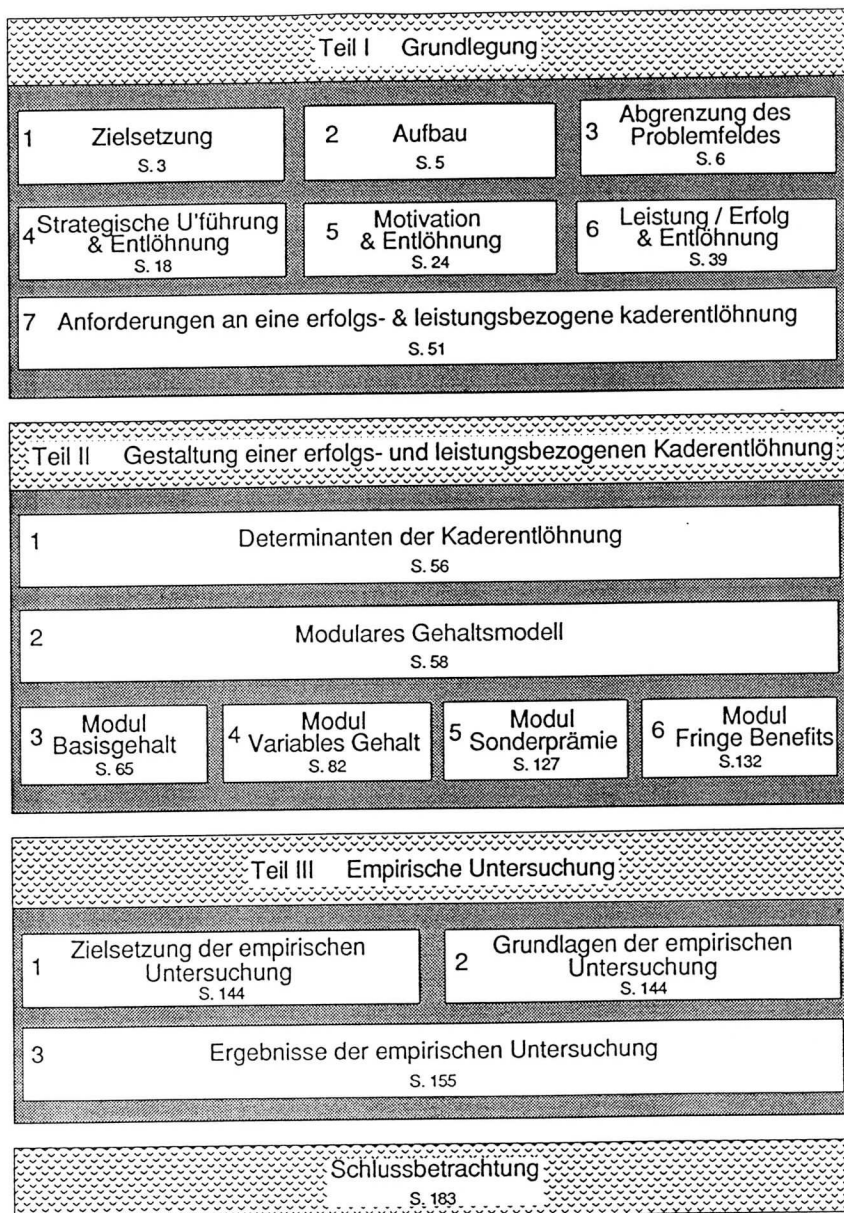 Teil I Grundlegung
1 Zielsetzung
S. 3
2 Aufbau
S. 5
3 Abgrenzung des
Problemfeldes
S. 6
4 Strategische U'führung
& Entlöhnung
S. 18
5 Motivation
& Entlöhnung
S. 24
6 Leistung / Erfolg
& Entlöhnung
S. 39
7 Anforderungen an eine erfolgs- & leistungsbezogene kaderentlöhnung
S. 51
Teil II Gestaltung einer erfolgs- und leistungsbezogenen Kaderentlöhnung
1 Determinanten der Kaderentlöhnung
S. 56
2 Modulares Gehaltsmodell
S. 58
3 Modul
Basisgehalt
S. 65
4 Modul
Variables Gehalt
S. 82
5 Modul
Sonderprämie
S. 127
6 Modul
Fringe Benefits
S.132
Teil III Empirische Untersuchung
1 Zielsetzung der empirischen
Untersuchung
S. 144
2 Grundlagen der empirischen
Untersuchung
S. 144
3 Ergebnisse der empirischen Untersuchung
S. 155
Schlussbetrachtung
S. 183